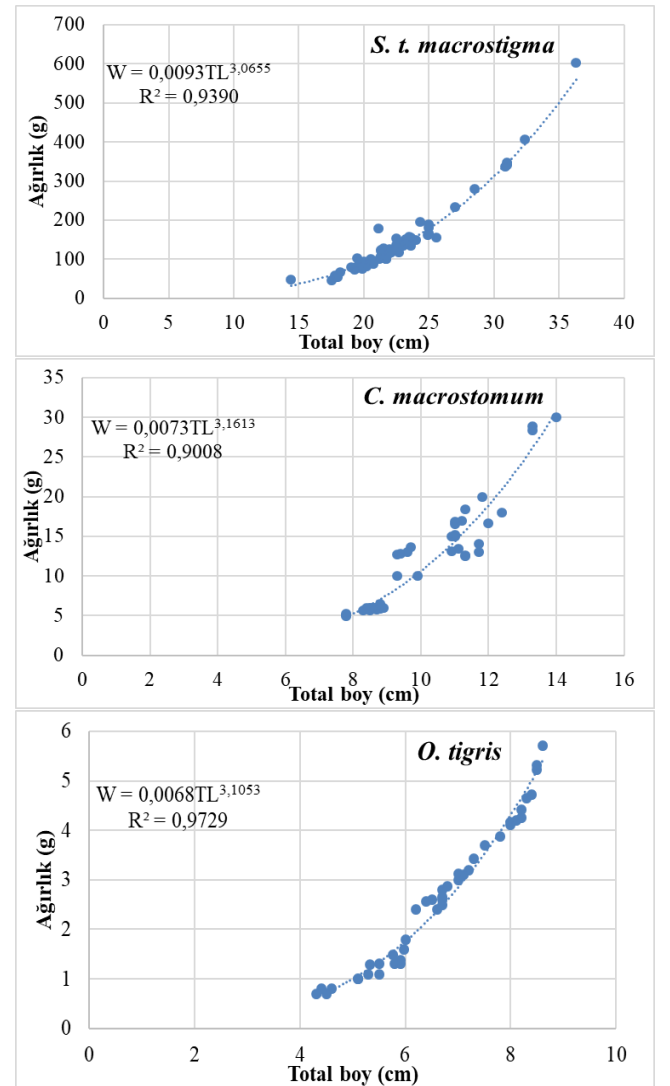 S. t. macrostigma
W = 0,0093TL^3,0655
R² = 0,9390
Ağırlık (g)
700
600
500
400
300
200
100
0
0 5 10 15 20 25 30 35 40
Total boy (cm)
C. macrostomum
W = 0,0073TL^3,1613
R² = 0,9008
Ağırlık (g)
35
30
25
20
15
10
5
0
0 2 4 6 8 10 12 14 16
Total boy (cm)
O. tigris
W = 0,0068TL^3,1053
R² = 0,9729
Ağırlık (g)
6
5
4
3
2
1
0
0 2 4 6 8 10
Total boy (cm)